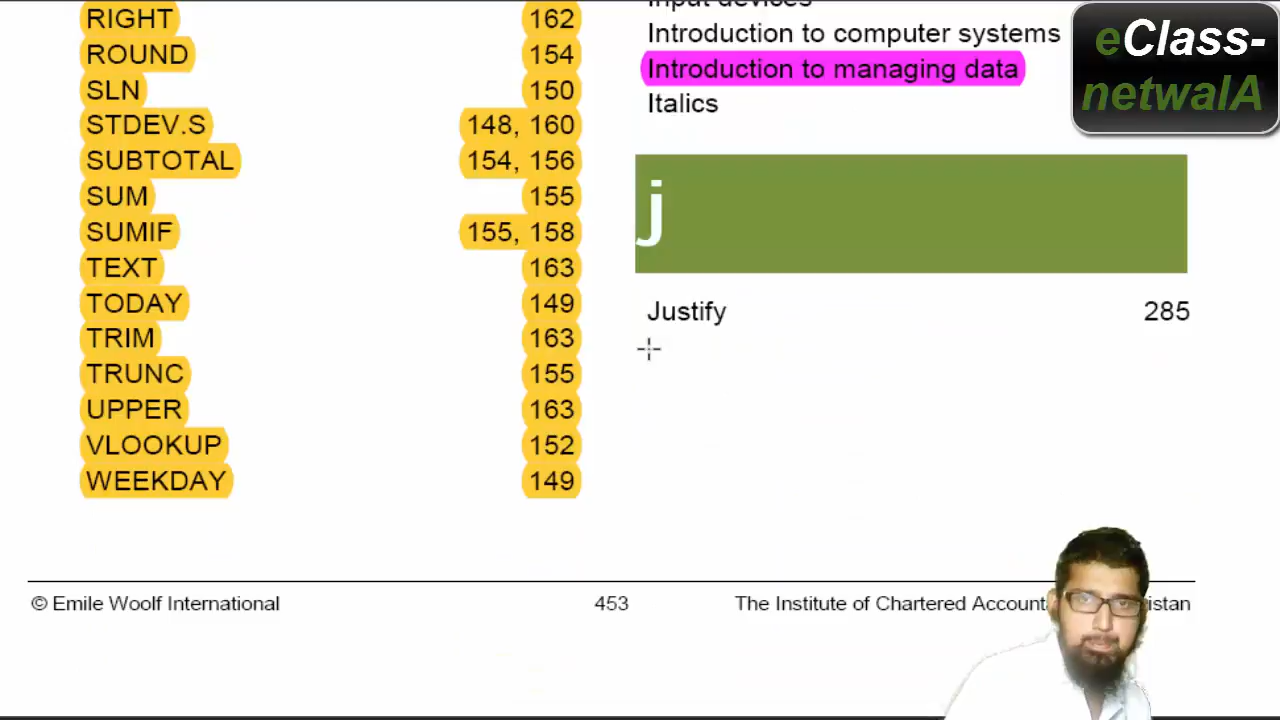 RIGHT 162
ROUND 154
SLN 150
STDEV.S 148, 160
SUBTOTAL 154, 156
SUM 155
SUMIF 155, 158
TEXT 163
TODAY 149
TRIM 163
TRUNC 155
UPPER 163
VLOOKUP 152
WEEKDAY 149
Input devices
Introduction to computer systems
Introduction to managing data
Italics
j
Justify 285
eClass-
netwalA
© Emile Woolf International 453 The Institute of Chartered